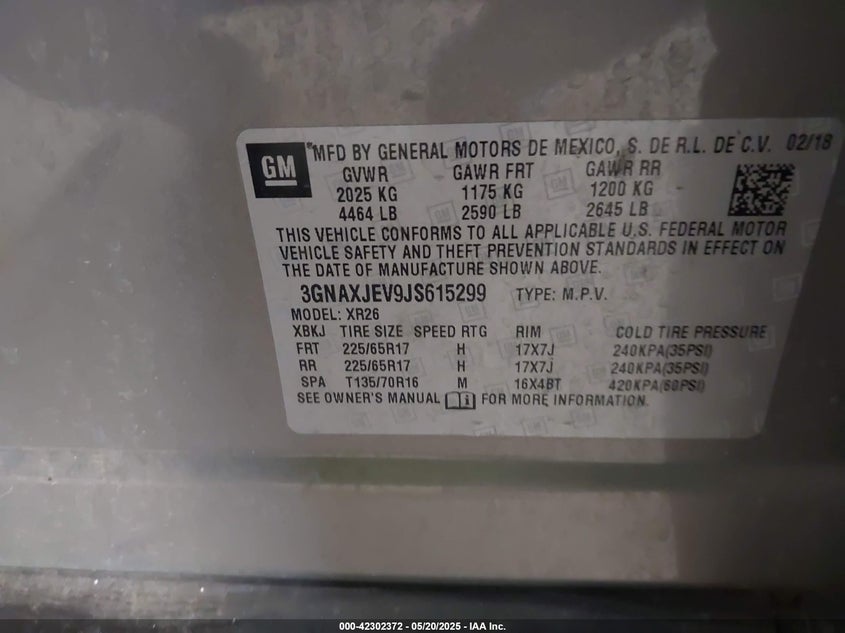 GM *MFD BY GENERAL MOTORS DE MEXICO, S. DE R.L. DE C.V. 02/18
GVWR GAWR FRT GAWR RR
2025 KG 1175 KG 1200 KG
4464 LB 2590 LB 2645 LB
THIS VEHICLE CONFORMS TO ALL APPLICABLE U.S. FEDERAL MOTOR
VEHICLE SAFETY AND THEFT PREVENTION STANDARDS IN EFFECT ON
THE DATE OF MANUFACTURE SHOWN ABOVE.
3GNAXJEV9JS615299 TYPE: M.P.V.
MODEL: XR26
XBKJ TIRE SIZE SPEED RTG RIM COLD TIRE PRESSURE
FRT 225/65R17 H 17X7J 240KPA(35PSI)
RR 225/65R17 H 17X7J 240KPA(35PSI)
SPA T135/70R16 M 16X4BT 420KPA(60PSI)
SEE OWNER'S MANUAL FOR MORE INFORMATION.
000-42302372 — 05/20/2025 — IAA Inc.